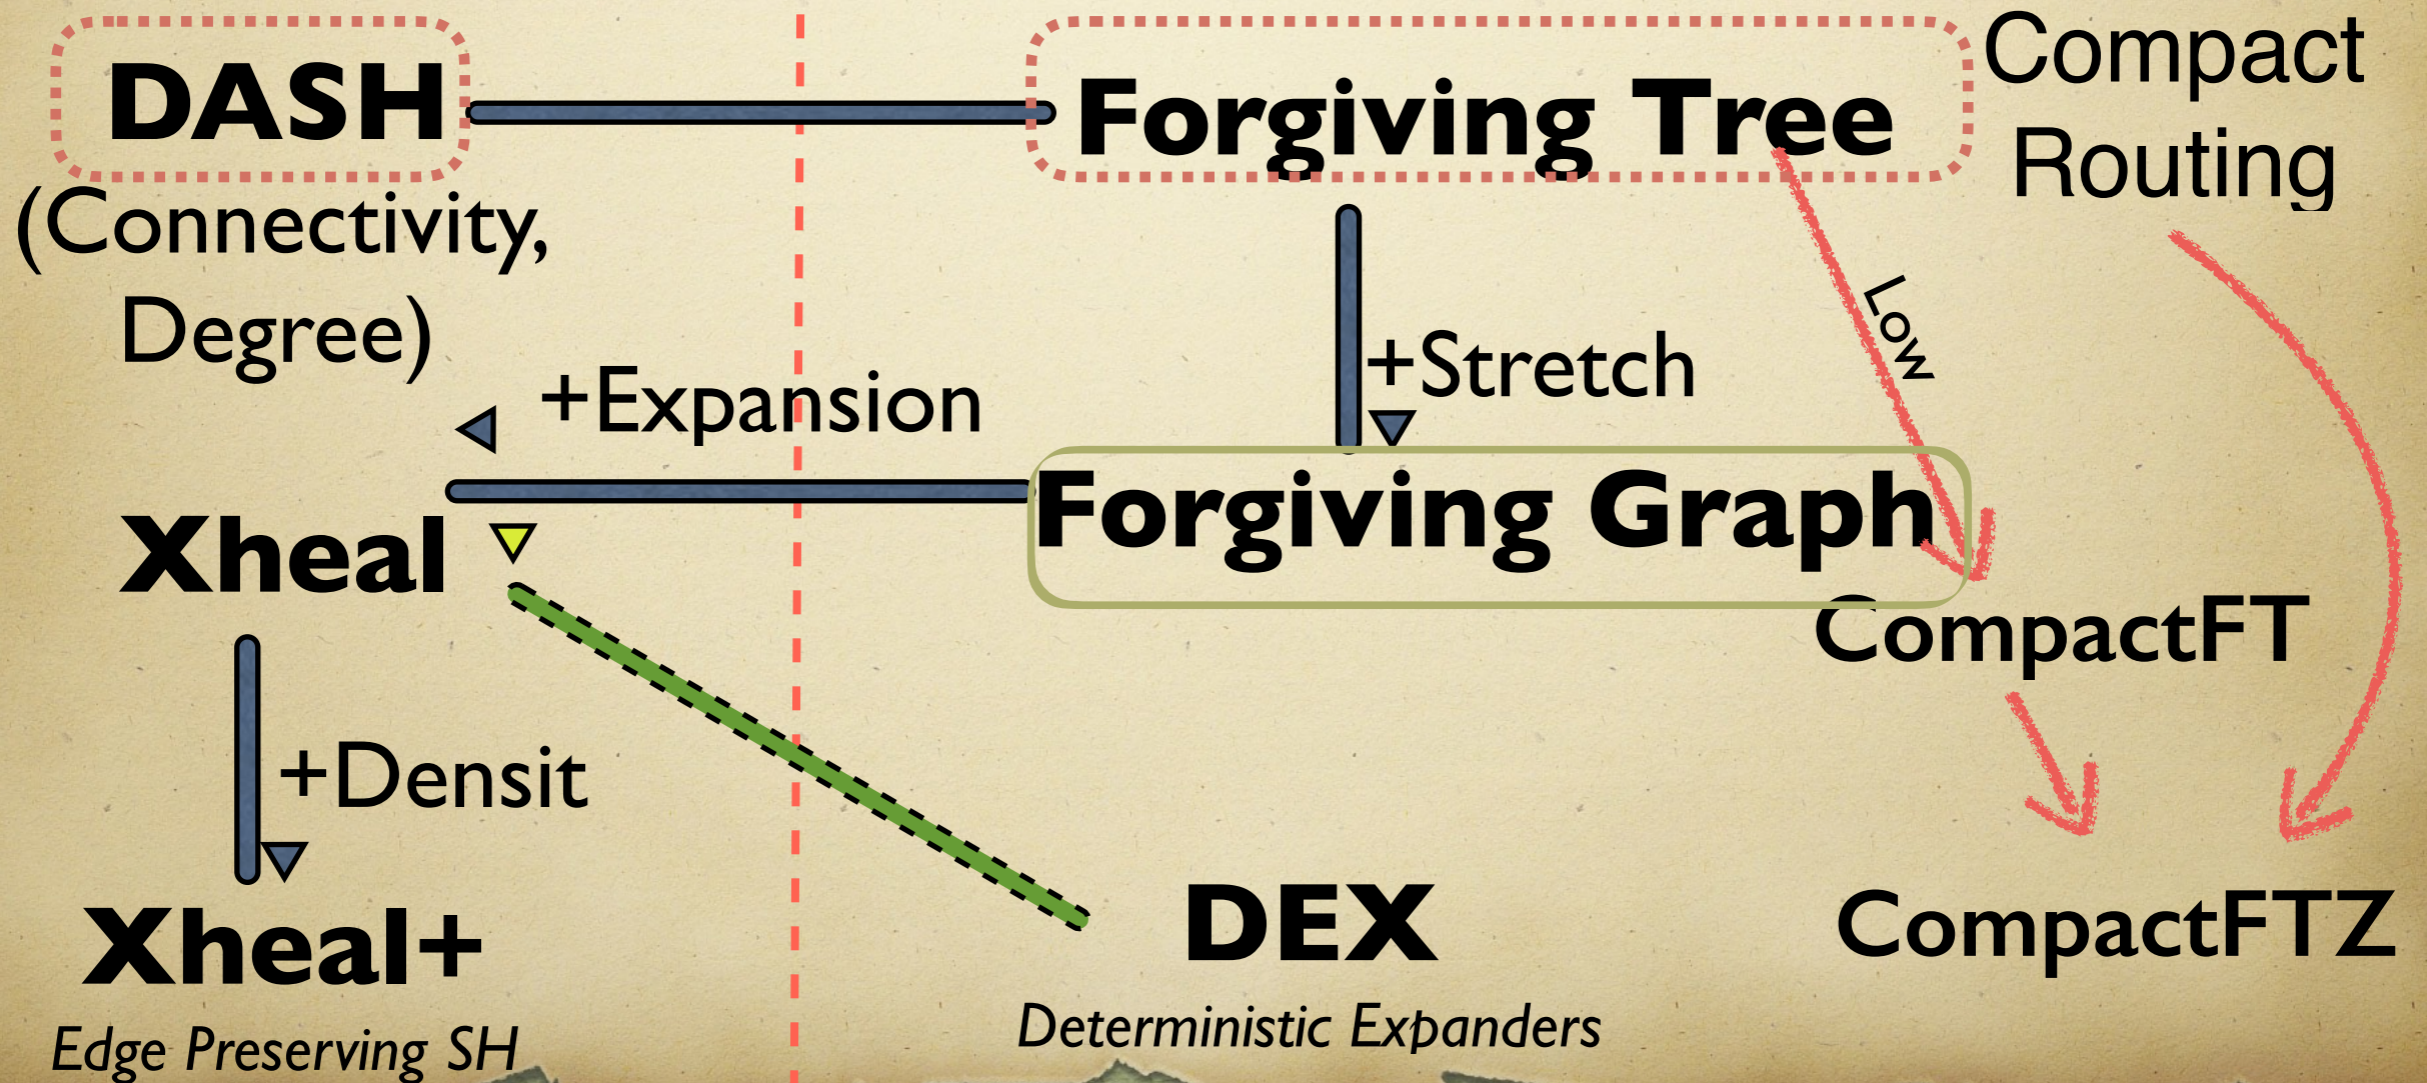 DASH
(Connectivity,
Degree)
Forgiving Tree
Compact
Routing
Low
+Stretch
+Expansion
Forgiving Graph
Xheal
CompactFT
+Densit
Xheal+
Edge Preserving SH
DEX
Deterministic Expanders
CompactFTZ